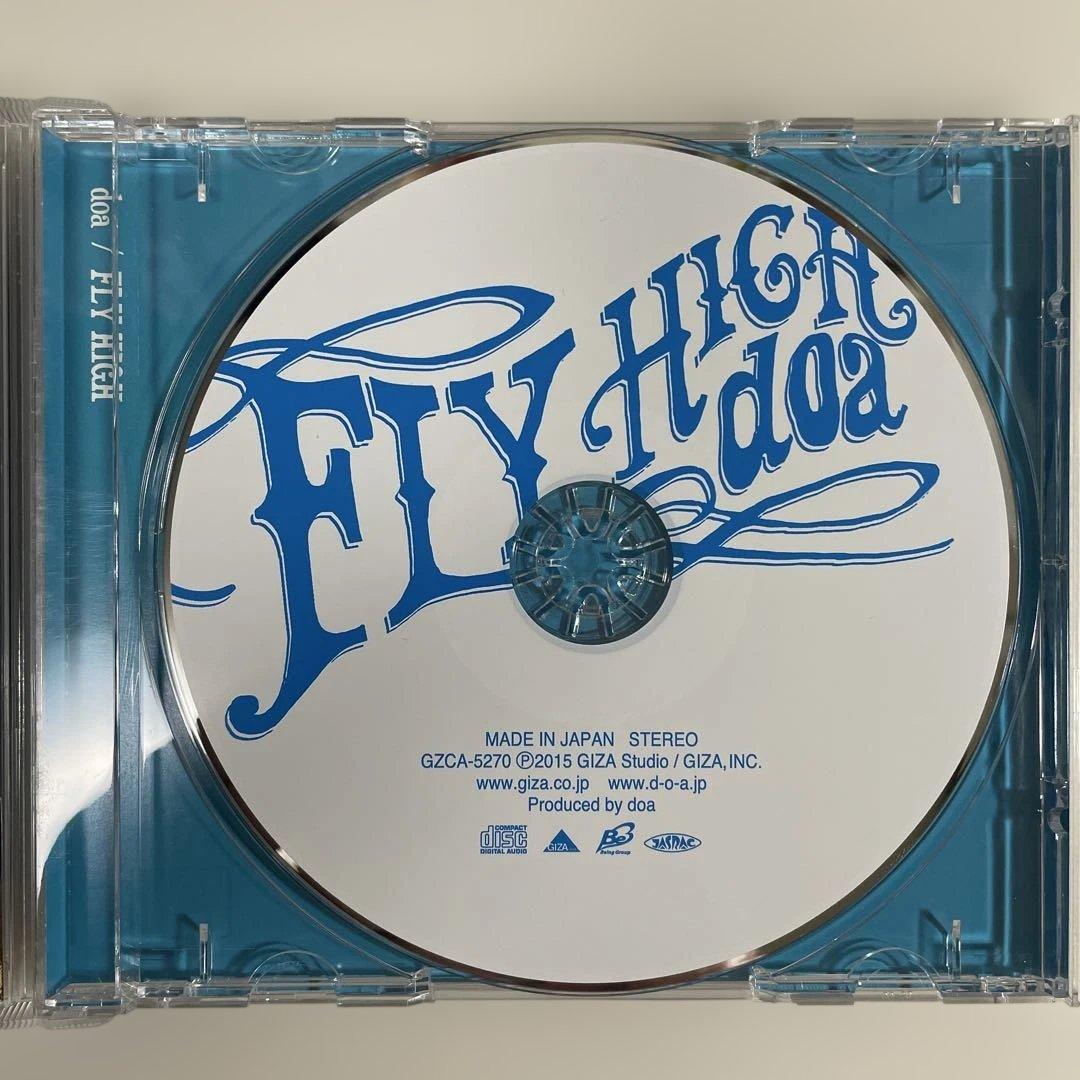 doa / FLY HIGH
FLY HIGH
doa
MADE IN JAPAN STEREO
GZCA-5270 Ⓟ2015 GIZA Studio / GIZA, INC.
www.giza.co.jp www.d-o-a.jp
Produced by doa
COMPACT disc DIGITAL AUDIO GIZA Being Group JASRAC